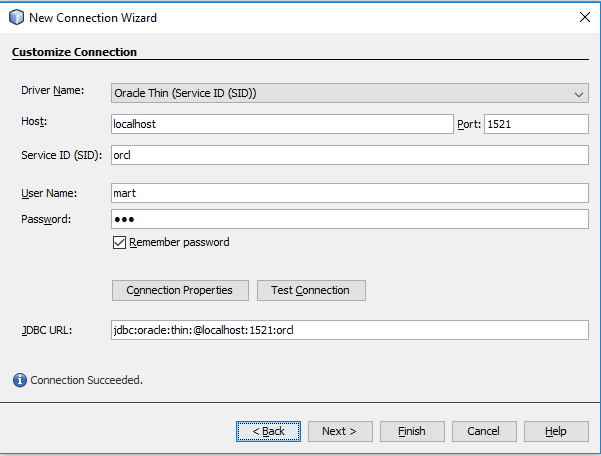 New Connection Wizard
Customize Connection
Driver Name: Oracle Thin (Service ID (SID))
Host: localhost Port: 1521
Service ID (SID): orcl
User Name: mart
Password: ●●●
Remember password
Connection Properties Test Connection
JDBC URL: jdbc:oracle:thin:@localhost:1521:orcl
Connection Succeeded.
< Back Next > Finish Cancel Help